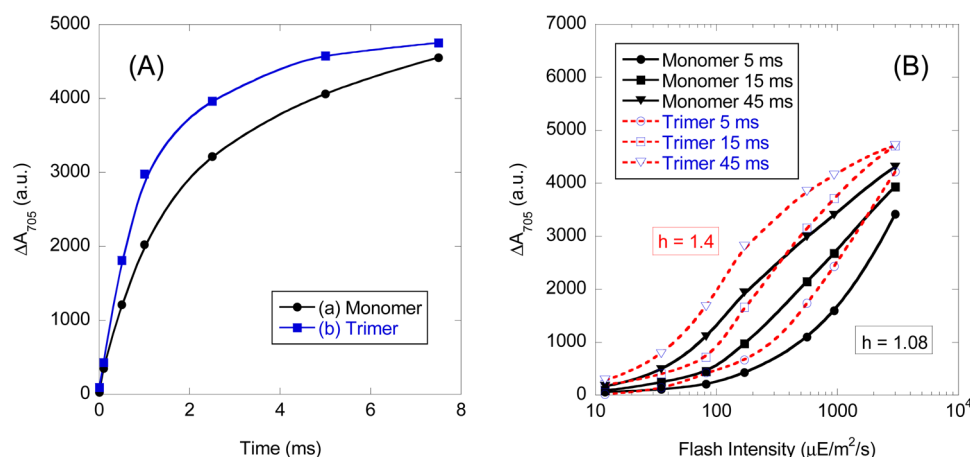 (A)
5000
4000
3000
2000
1000
0
ΔA705 (a.u.)
0
2
4
6
8
Time (ms)
(a) Monomer
(b) Trimer
(B)
7000
6000
5000
4000
3000
2000
1000
0
ΔA705 (a.u.)
Monomer 5 ms
Monomer 15 ms
Monomer 45 ms
Trimer 5 ms
Trimer 15 ms
Trimer 45 ms
h = 1.4
h = 1.08
10
100
1000
10⁴
Flash Intensity (μE/m²/s)